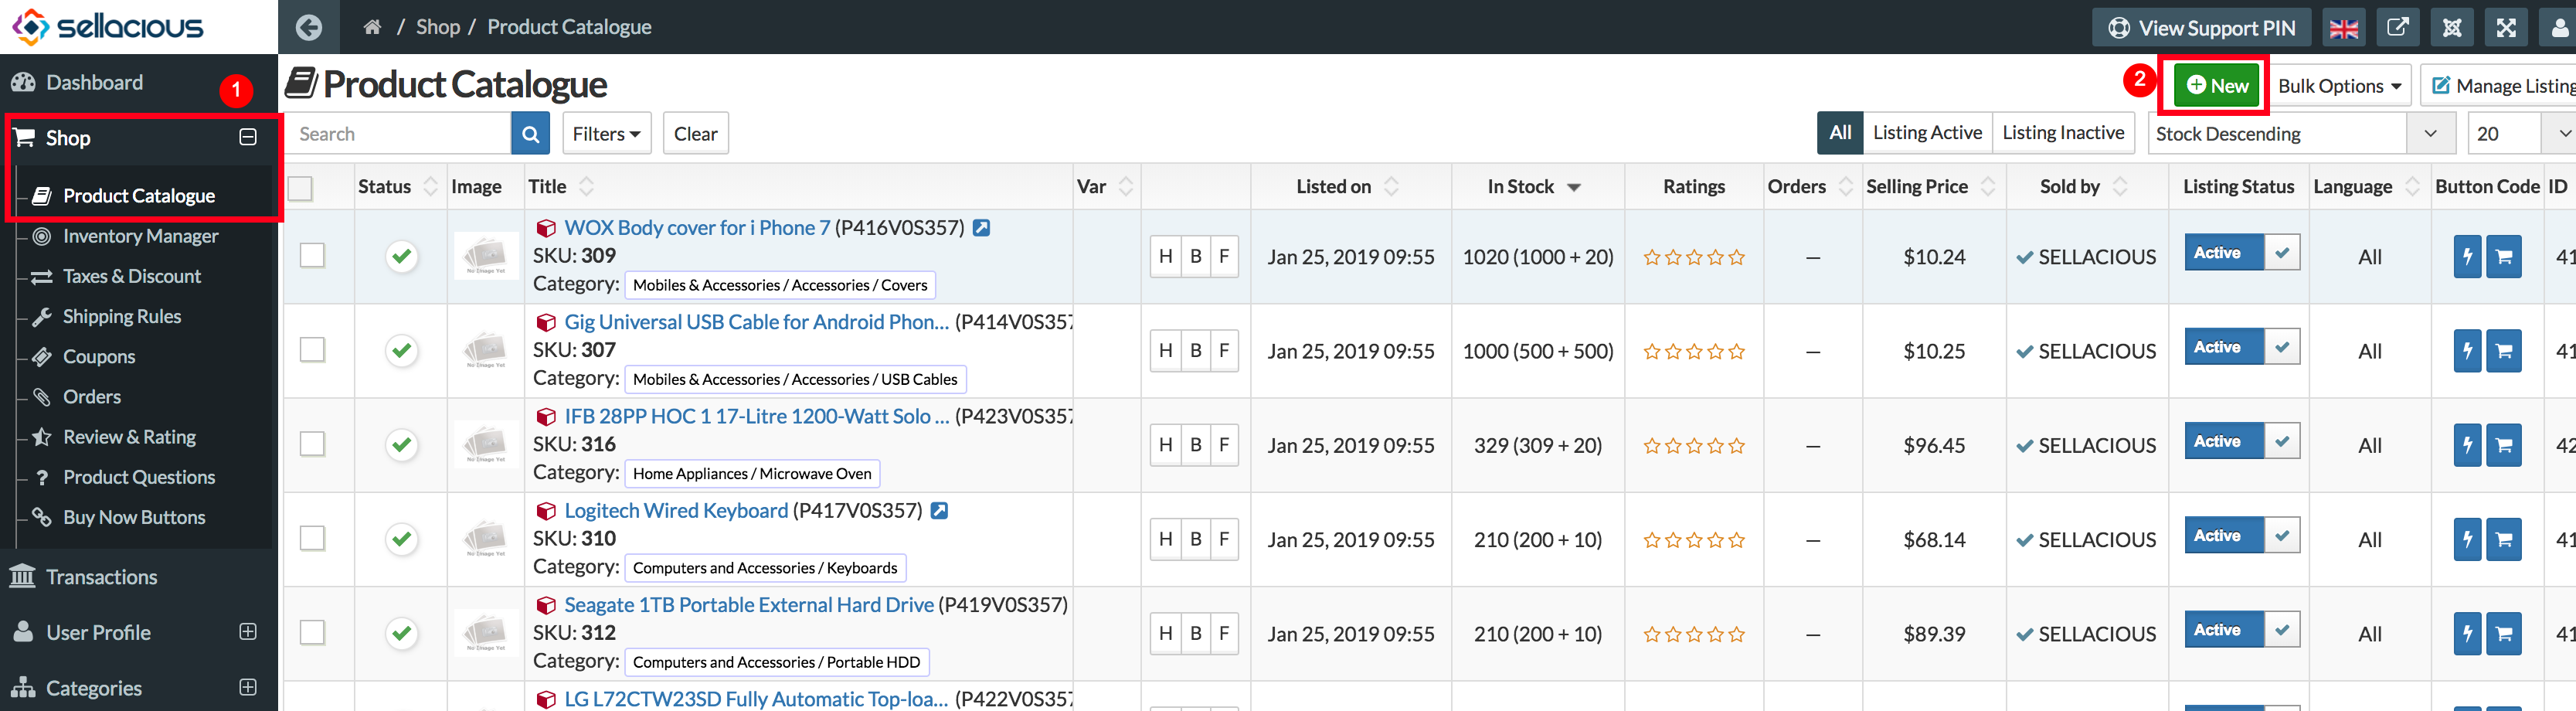 sellacious
/ Shop / Product Catalogue
View Support PIN
Dashboard
1
Shop
Product Catalogue
Inventory Manager
Taxes & Discount
Shipping Rules
Coupons
Orders
Review & Rating
? Product Questions
Buy Now Buttons
Transactions
User Profile
Categories
Product Catalogue
2
New
Bulk Options
Manage Listing
Search
Filters
Clear
All Listing Active Listing Inactive
Stock Descending
20
Status Image Title Var Listed on In Stock Ratings Orders Selling Price Sold by Listing Status Language Button Code ID
WOX Body cover for i Phone 7 (P416V0S357)
SKU: 309
Category: Mobiles & Accessories / Accessories / Covers
H B F Jan 25, 2019 09:55 1020 (1000 + 20) — $10.24 SELLACIOUS Active All 41
Gig Universal USB Cable for Android Phon... (P414V0S357
SKU: 307
Category: Mobiles & Accessories / Accessories / USB Cables
H B F Jan 25, 2019 09:55 1000 (500 + 500) — $10.25 SELLACIOUS Active All 41
IFB 28PP HOC 1 17-Litre 1200-Watt Solo ... (P423V0S357
SKU: 316
Category: Home Appliances / Microwave Oven
H B F Jan 25, 2019 09:55 329 (309 + 20) — $96.45 SELLACIOUS Active All 42
Logitech Wired Keyboard (P417V0S357)
SKU: 310
Category: Computers and Accessories / Keyboards
H B F Jan 25, 2019 09:55 210 (200 + 10) — $68.14 SELLACIOUS Active All 41
Seagate 1TB Portable External Hard Drive (P419V0S357)
SKU: 312
Category: Computers and Accessories / Portable HDD
H B F Jan 25, 2019 09:55 210 (200 + 10) — $89.39 SELLACIOUS Active All 41
LG L72CTW23SD Fully Automatic Top-loa... (P422V0S357